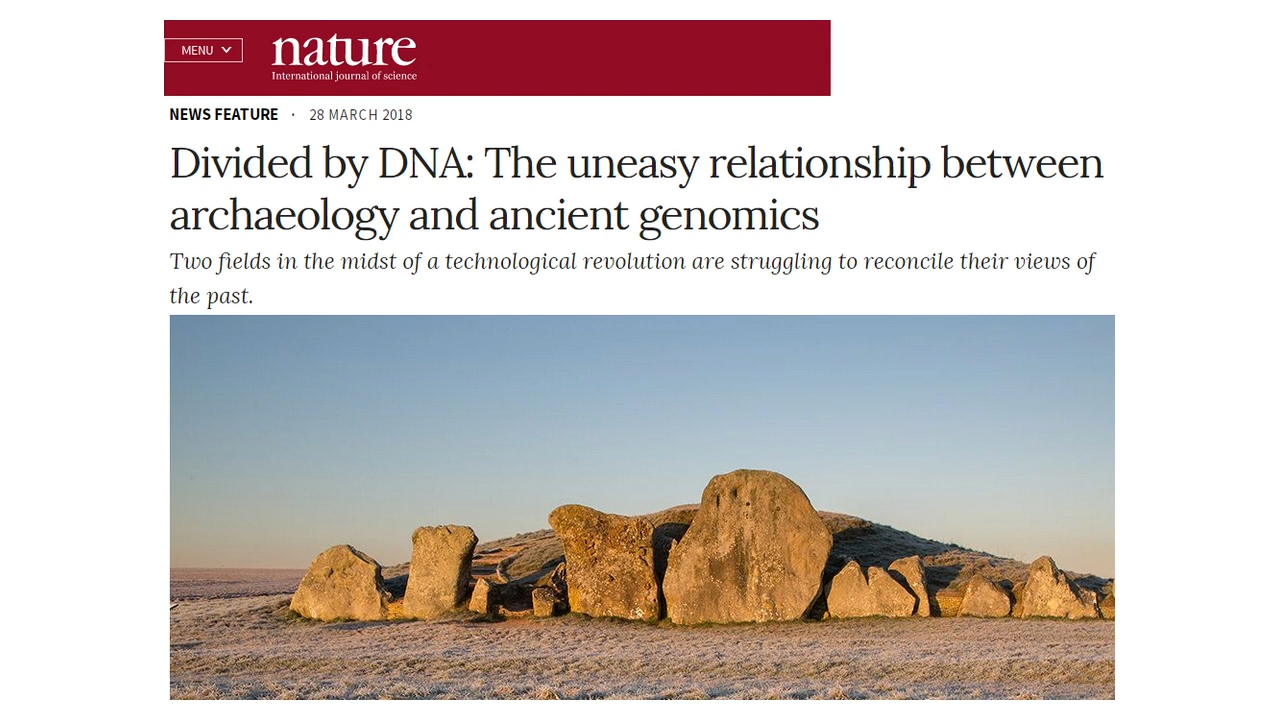 MENU
nature
International journal of science
NEWS FEATURE · 28 MARCH 2018
Divided by DNA: The uneasy relationship between
archaeology and ancient genomics
Two fields in the midst of a technological revolution are struggling to reconcile their views of
the past.